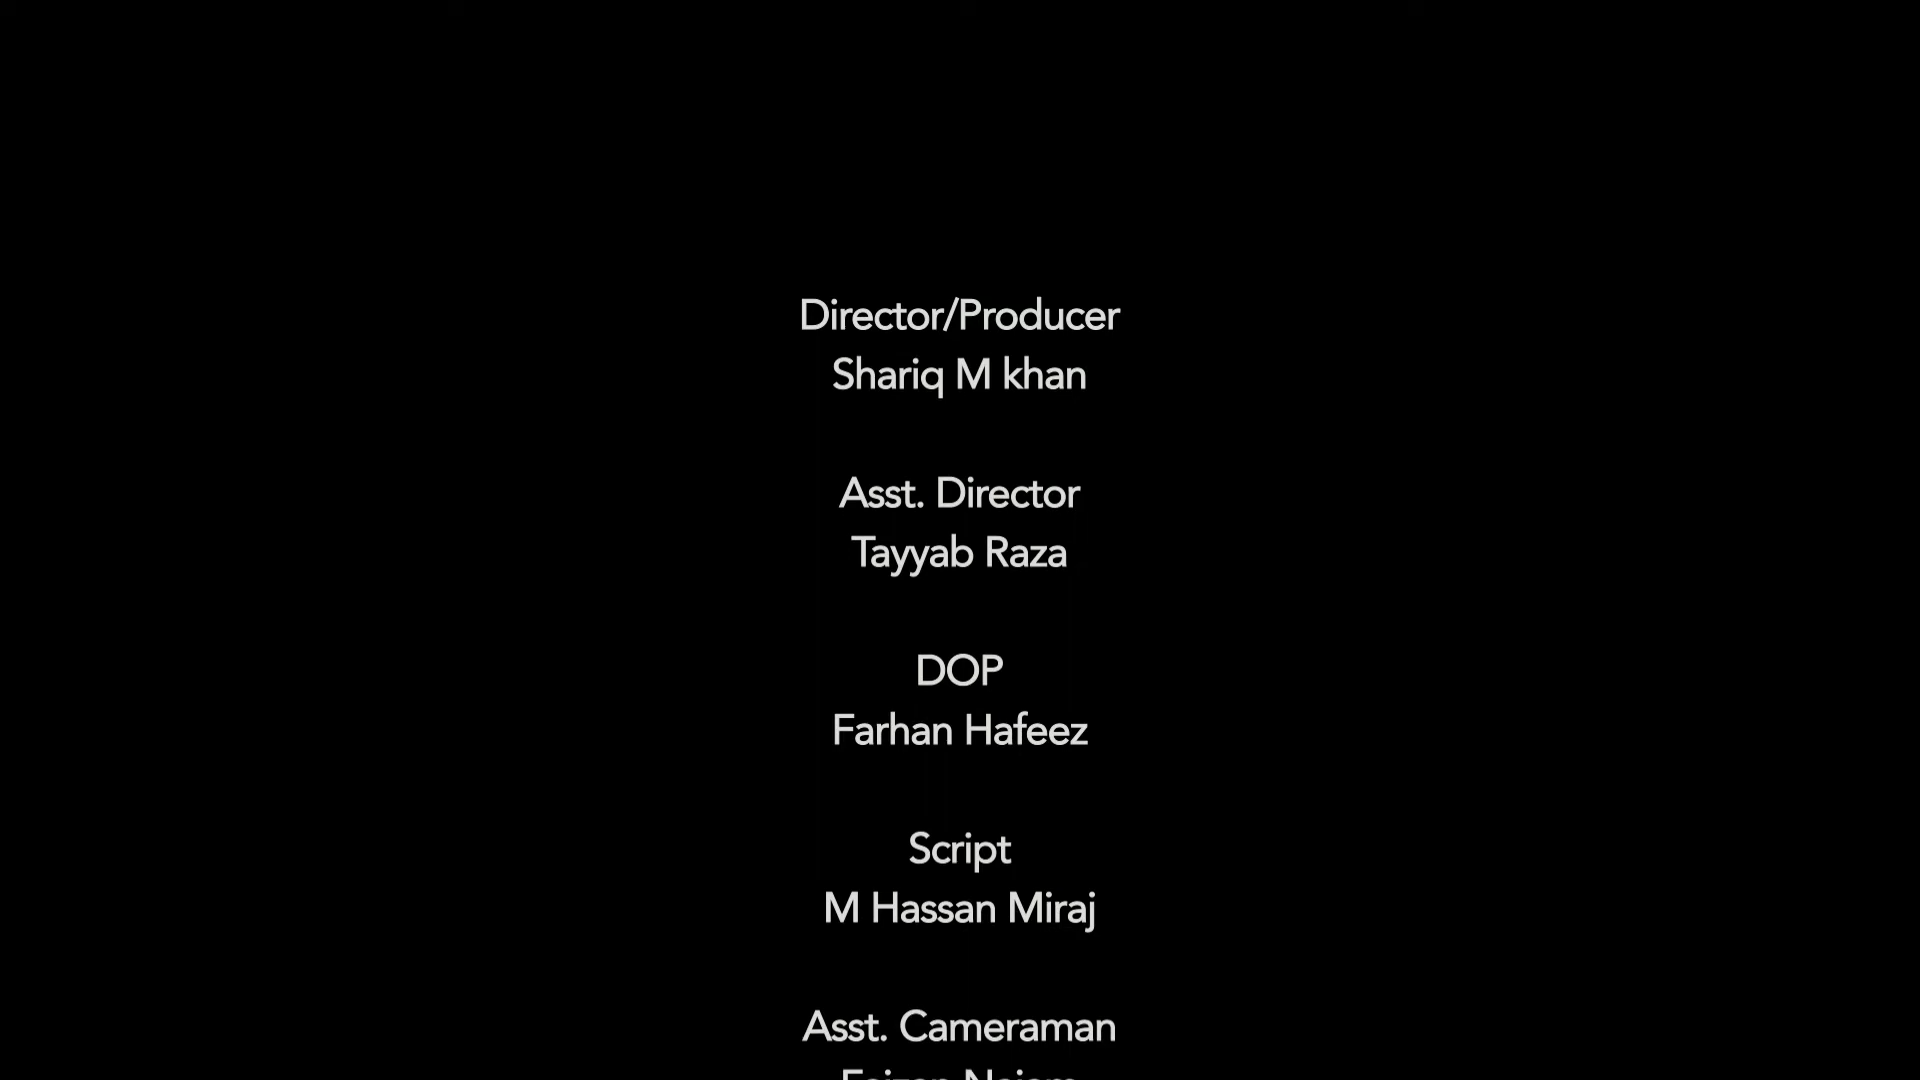 Director/Producer
Shariq M khan
Asst. Director
Tayyab Raza
DOP
Farhan Hafeez
Script
M Hassan Miraj
Asst. Cameraman